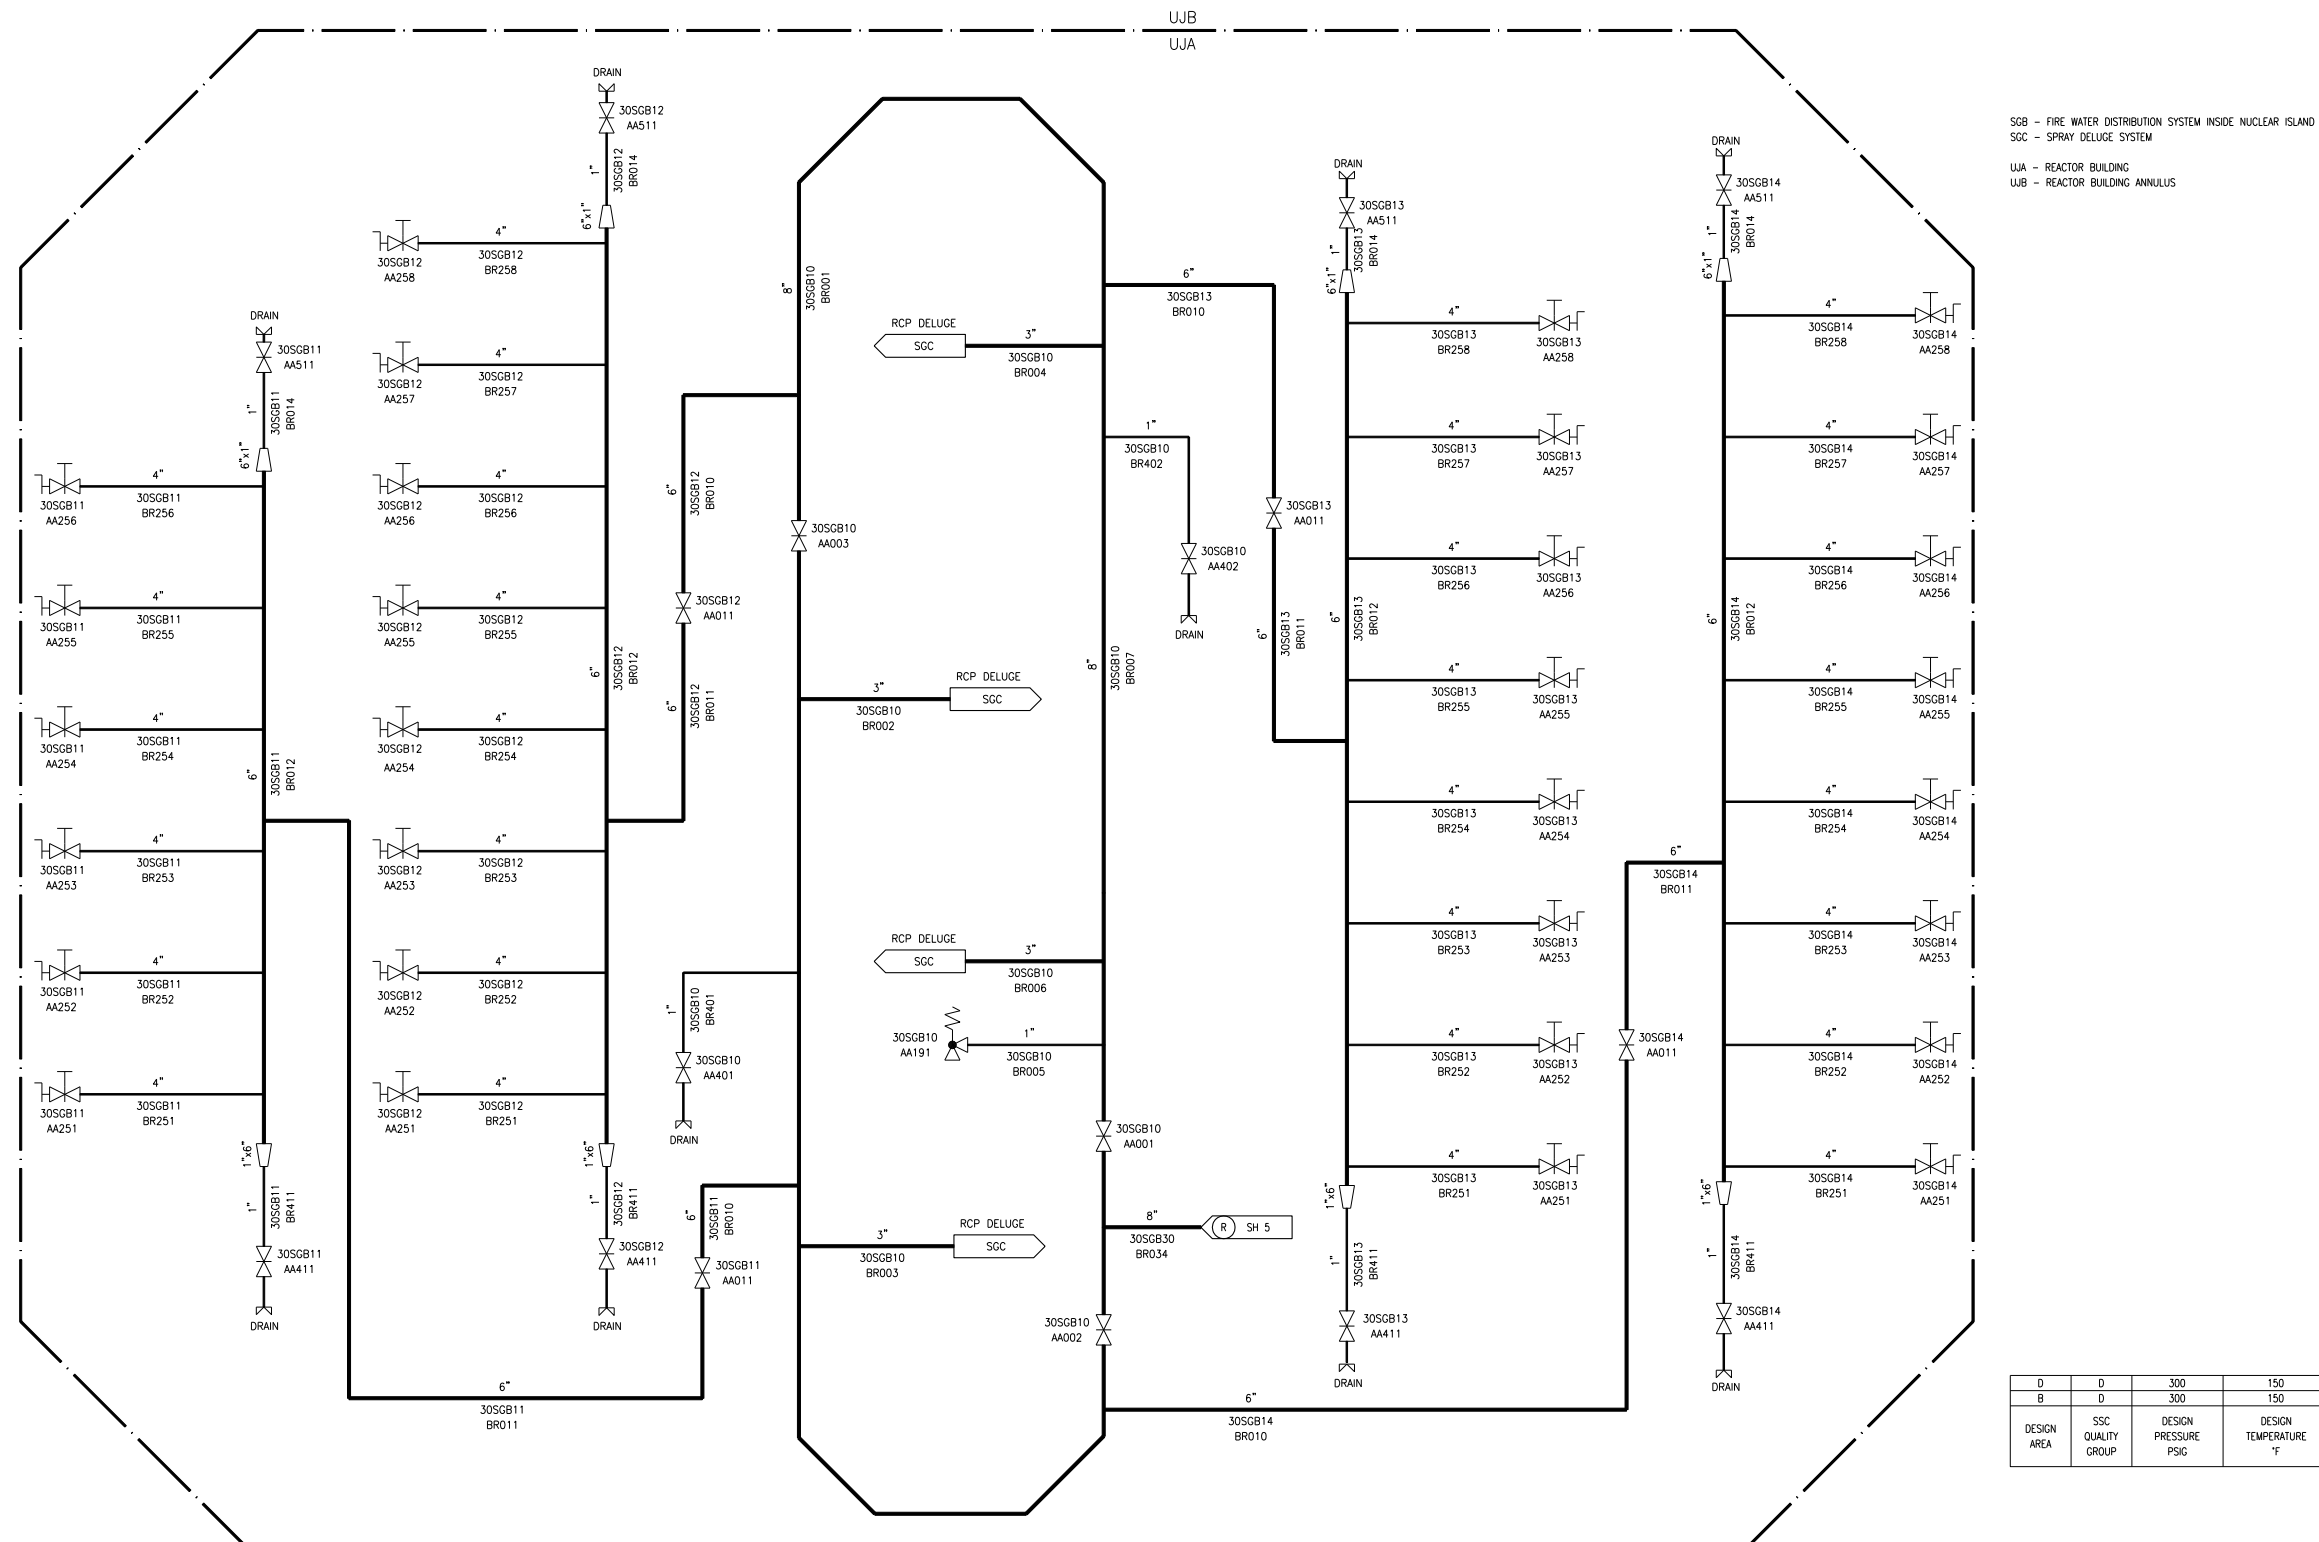 UJB
UJA
SGB - FIRE WATER DISTRIBUTION SYSTEM INSIDE NUCLEAR ISLAND
SGC - SPRAY DELUGE SYSTEM
UJA - REACTOR BUILDING
UJB - REACTOR BUILDING ANNULUS
DRAIN
30SGB11
AA511
1"
30SGB11
BR014
6"x1"
4"
30SGB11
BR256
30SGB11
AA256
4"
30SGB11
BR255
30SGB11
AA255
4"
30SGB11
BR254
30SGB11
AA254
6"
30SGB11
BR012
4"
30SGB11
BR253
30SGB11
AA253
4"
30SGB11
BR252
30SGB11
AA252
4"
30SGB11
BR251
30SGB11
AA251
1"x6"
1"
30SGB11
BR411
30SGB11
AA411
DRAIN
DRAIN
30SGB12
AA511
1"
30SGB12
BR014
6"x1"
4"
30SGB12
BR258
30SGB12
AA258
4"
30SGB12
BR257
30SGB12
AA257
4"
30SGB12
BR256
30SGB12
AA256
4"
30SGB12
BR255
30SGB12
AA255
6"
30SGB12
BR012
4"
30SGB12
BR254
30SGB12
AA254
4"
30SGB12
BR253
30SGB12
AA253
4"
30SGB12
BR252
30SGB12
AA252
4"
30SGB12
BR251
30SGB12
AA251
1"x6"
1"
30SGB12
BR411
30SGB12
AA411
DRAIN
6"
30SGB12
BR010
30SGB12
AA011
6"
30SGB12
BR011
1"
30SGB10
BR401
30SGB10
AA401
DRAIN
6"
30SGB11
BR010
30SGB11
AA011
6"
30SGB11
BR011
8"
30SGB10
BR001
30SGB10
AA003
RCP DELUGE
SGC
3"
30SGB10
BR004
RCP DELUGE
3"
SGC
30SGB10
BR002
RCP DELUGE
SGC
3"
30SGB10
BR006
30SGB10
AA191
1"
30SGB10
BR005
RCP DELUGE
3"
SGC
30SGB10
BR003
6"
30SGB13
BR010
1"
30SGB10
BR402
30SGB10
AA402
DRAIN
8"
30SGB10
BR007
30SGB10
AA001
8"
30SGB30
BR034
R
SH 5
30SGB10
AA002
6"
30SGB14
BR010
30SGB13
AA011
6"
30SGB13
BR011
DRAIN
30SGB13
AA511
1"
30SGB13
BR014
6"x1"
4"
30SGB13
BR258
30SGB13
AA258
4"
30SGB13
BR257
30SGB13
AA257
4"
30SGB13
BR256
30SGB13
AA256
6"
30SGB13
BR012
4"
30SGB13
BR255
30SGB13
AA255
4"
30SGB13
BR254
30SGB13
AA254
4"
30SGB13
BR253
30SGB13
AA253
4"
30SGB13
BR252
30SGB13
AA252
4"
30SGB13
BR251
30SGB13
AA251
1"x6"
1"
30SGB13
BR411
30SGB13
AA411
DRAIN
6"
30SGB14
BR011
30SGB14
AA011
DRAIN
30SGB14
AA511
1"
30SGB14
BR014
6"x1"
4"
30SGB14
BR258
30SGB14
AA258
4"
30SGB14
BR257
30SGB14
AA257
4"
30SGB14
BR256
30SGB14
AA256
6"
30SGB14
BR012
4"
30SGB14
BR255
30SGB14
AA255
4"
30SGB14
BR254
30SGB14
AA254
4"
30SGB14
BR253
30SGB14
AA253
4"
30SGB14
BR252
30SGB14
AA252
4"
30SGB14
BR251
30SGB14
AA251
1"x6"
1"
30SGB14
BR411
30SGB14
AA411
DRAIN
D D 300 150
B D 300 150
DESIGN AREA
SSC QUALITY GROUP
DESIGN PRESSURE PSIG
DESIGN TEMPERATURE °F